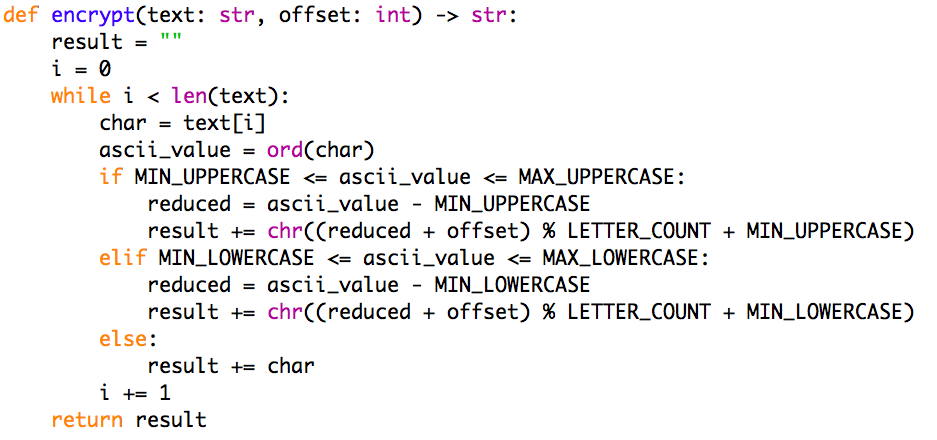 def encrypt(text: str, offset: int) -> str:
    result = ""
    i = 0
    while i < len(text):
        char = text[i]
        ascii_value = ord(char)
        if MIN_UPPERCASE <= ascii_value <= MAX_UPPERCASE:
            reduced = ascii_value - MIN_UPPERCASE
            result += chr((reduced + offset) % LETTER_COUNT + MIN_UPPERCASE)
        elif MIN_LOWERCASE <= ascii_value <= MAX_LOWERCASE:
            reduced = ascii_value - MIN_LOWERCASE
            result += chr((reduced + offset) % LETTER_COUNT + MIN_LOWERCASE)
        else:
            result += char
        i += 1
    return result